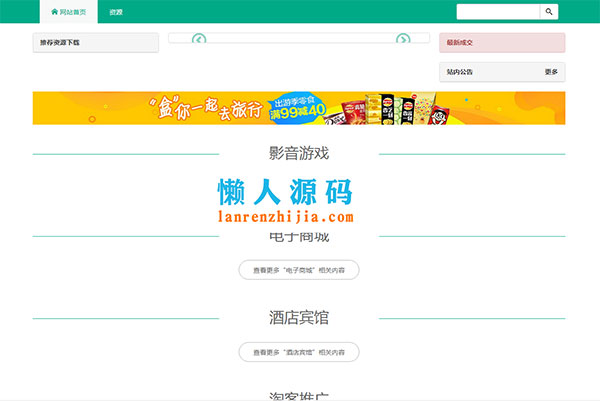 网站首页
资源
推荐资源下载
最新成交
站内公告
更多
“盒”你一起去旅行
出游季零食
满99减40
影音游戏
懒人源码
lanrenzhijia.com
电子商城
查看更多“电子商城”相关内容
酒店宾馆
查看更多“酒店宾馆”相关内容
淘客推广